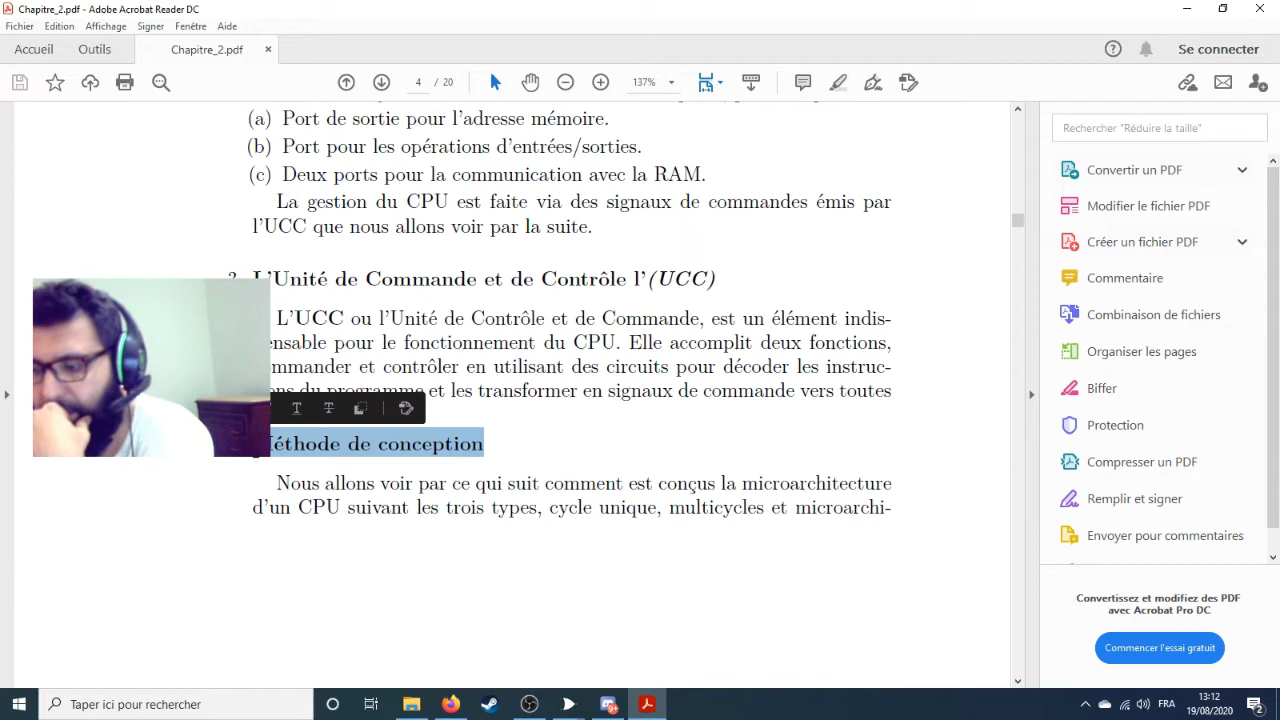 Chapitre_2.pdf - Adobe Acrobat Reader DC
Fichier Edition Affichage Signer Fenêtre Aide
Accueil Outils Chapitre_2.pdf × Se connecter
4 / 20 137%
(a) Port de sortie pour l'adresse mémoire.
(b) Port pour les opérations d'entrées/sorties.
(c) Deux ports pour la communication avec la RAM.
La gestion du CPU est faite via des signaux de commandes émis par
l'UCC que nous allons voir par la suite.
L'Unité de Commande et de Contrôle l'(UCC)
L'UCC ou l'Unité de Contrôle et de Commande, est un élément indis-
ensable pour le fonctionnement du CPU. Elle accomplit deux fonctions,
mmander et contrôler en utilisant des circuits pour décoder les instruc-
ons du programme et les transformer en signaux de commande vers toutes
Méthode de conception
Nous allons voir par ce qui suit comment est conçus la microarchitecture
d'un CPU suivant les trois types, cycle unique, multicycles et microarchi-
Rechercher "Réduire la taille"
Convertir un PDF
Modifier le fichier PDF
Créer un fichier PDF
Commentaire
Combinaison de fichiers
Organiser les pages
Biffer
Protection
Compresser un PDF
Remplir et signer
Envoyer pour commentaires
Convertissez et modifiez des PDF
avec Acrobat Pro DC
Commencer l'essai gratuit
Taper ici pour rechercher
FRA
13:12
19/08/2020
2